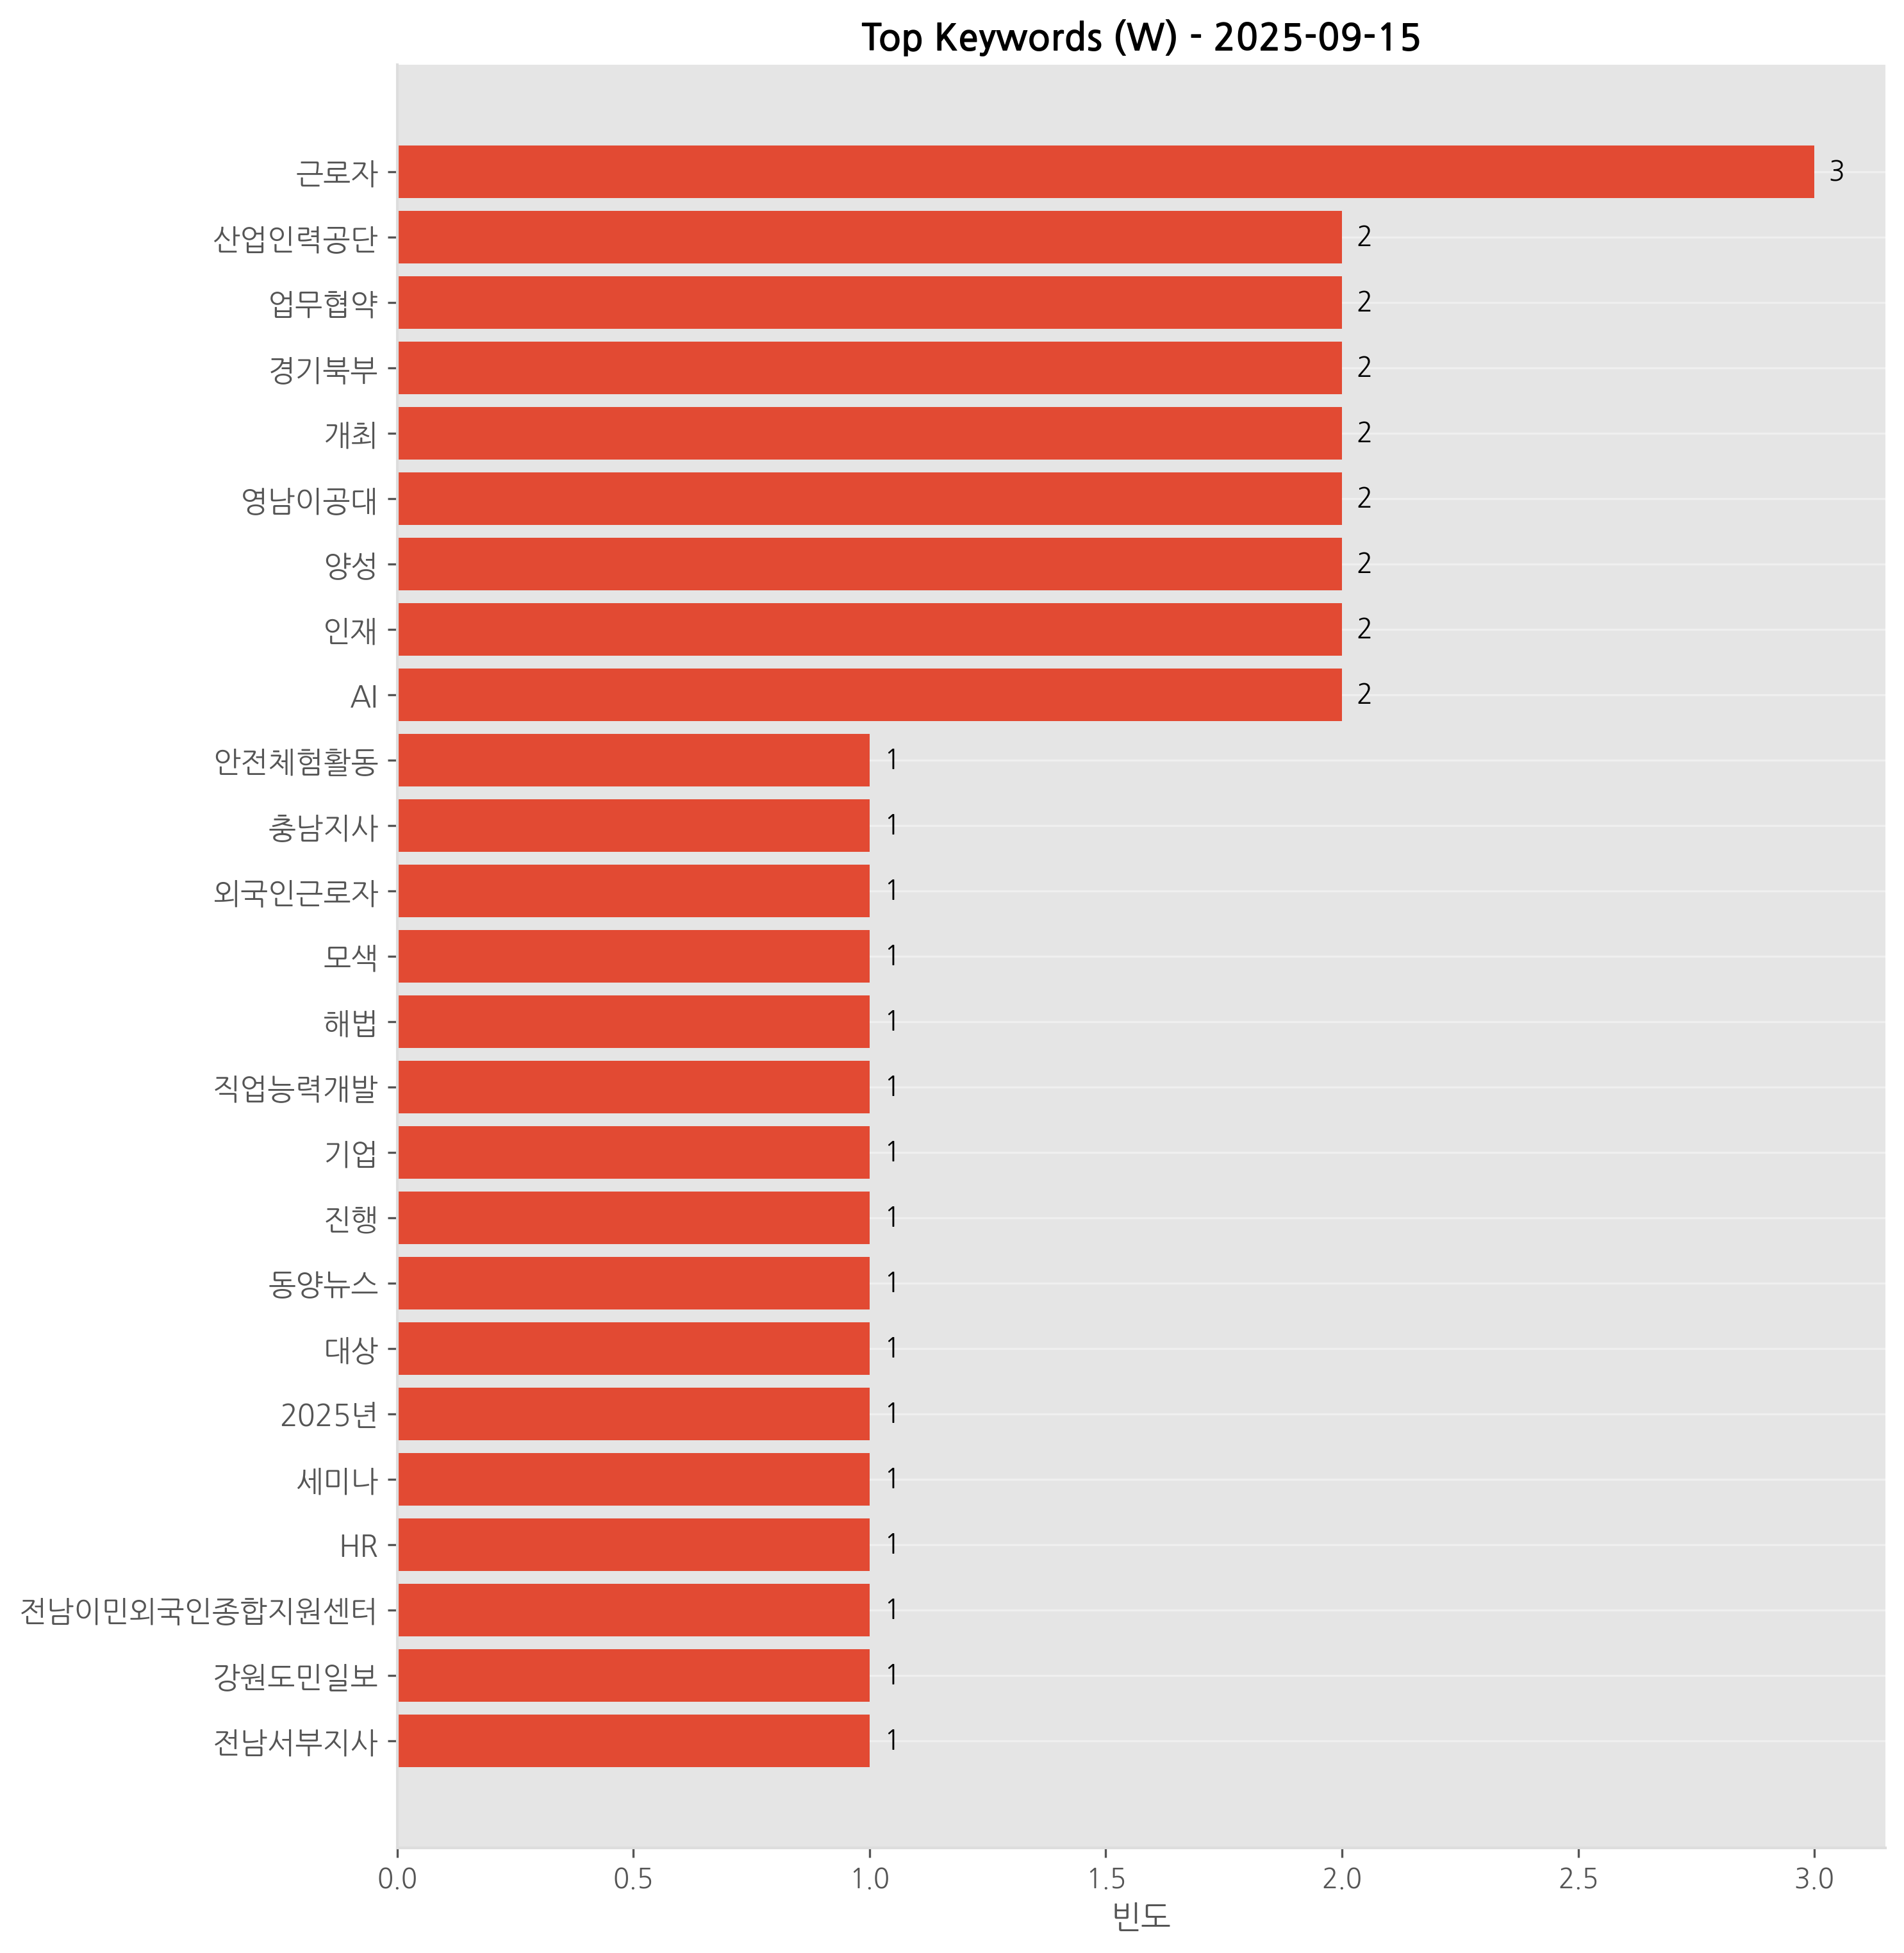 Top Keywords (W) - 2025-09-15
근로자 3
산업인력공단 2
업무협약 2
경기북부 2
개최 2
영남이공대 2
양성 2
인재 2
AI 2
안전체험활동 1
충남지사 1
외국인근로자 1
모색 1
해법 1
직업능력개발 1
기업 1
진행 1
동양뉴스 1
대상 1
2025년 1
세미나 1
HR 1
전남이민외국인종합지원센터 1
강원도민일보 1
전남서부지사 1
0.0 0.5 1.0 1.5 2.0 2.5 3.0
빈도